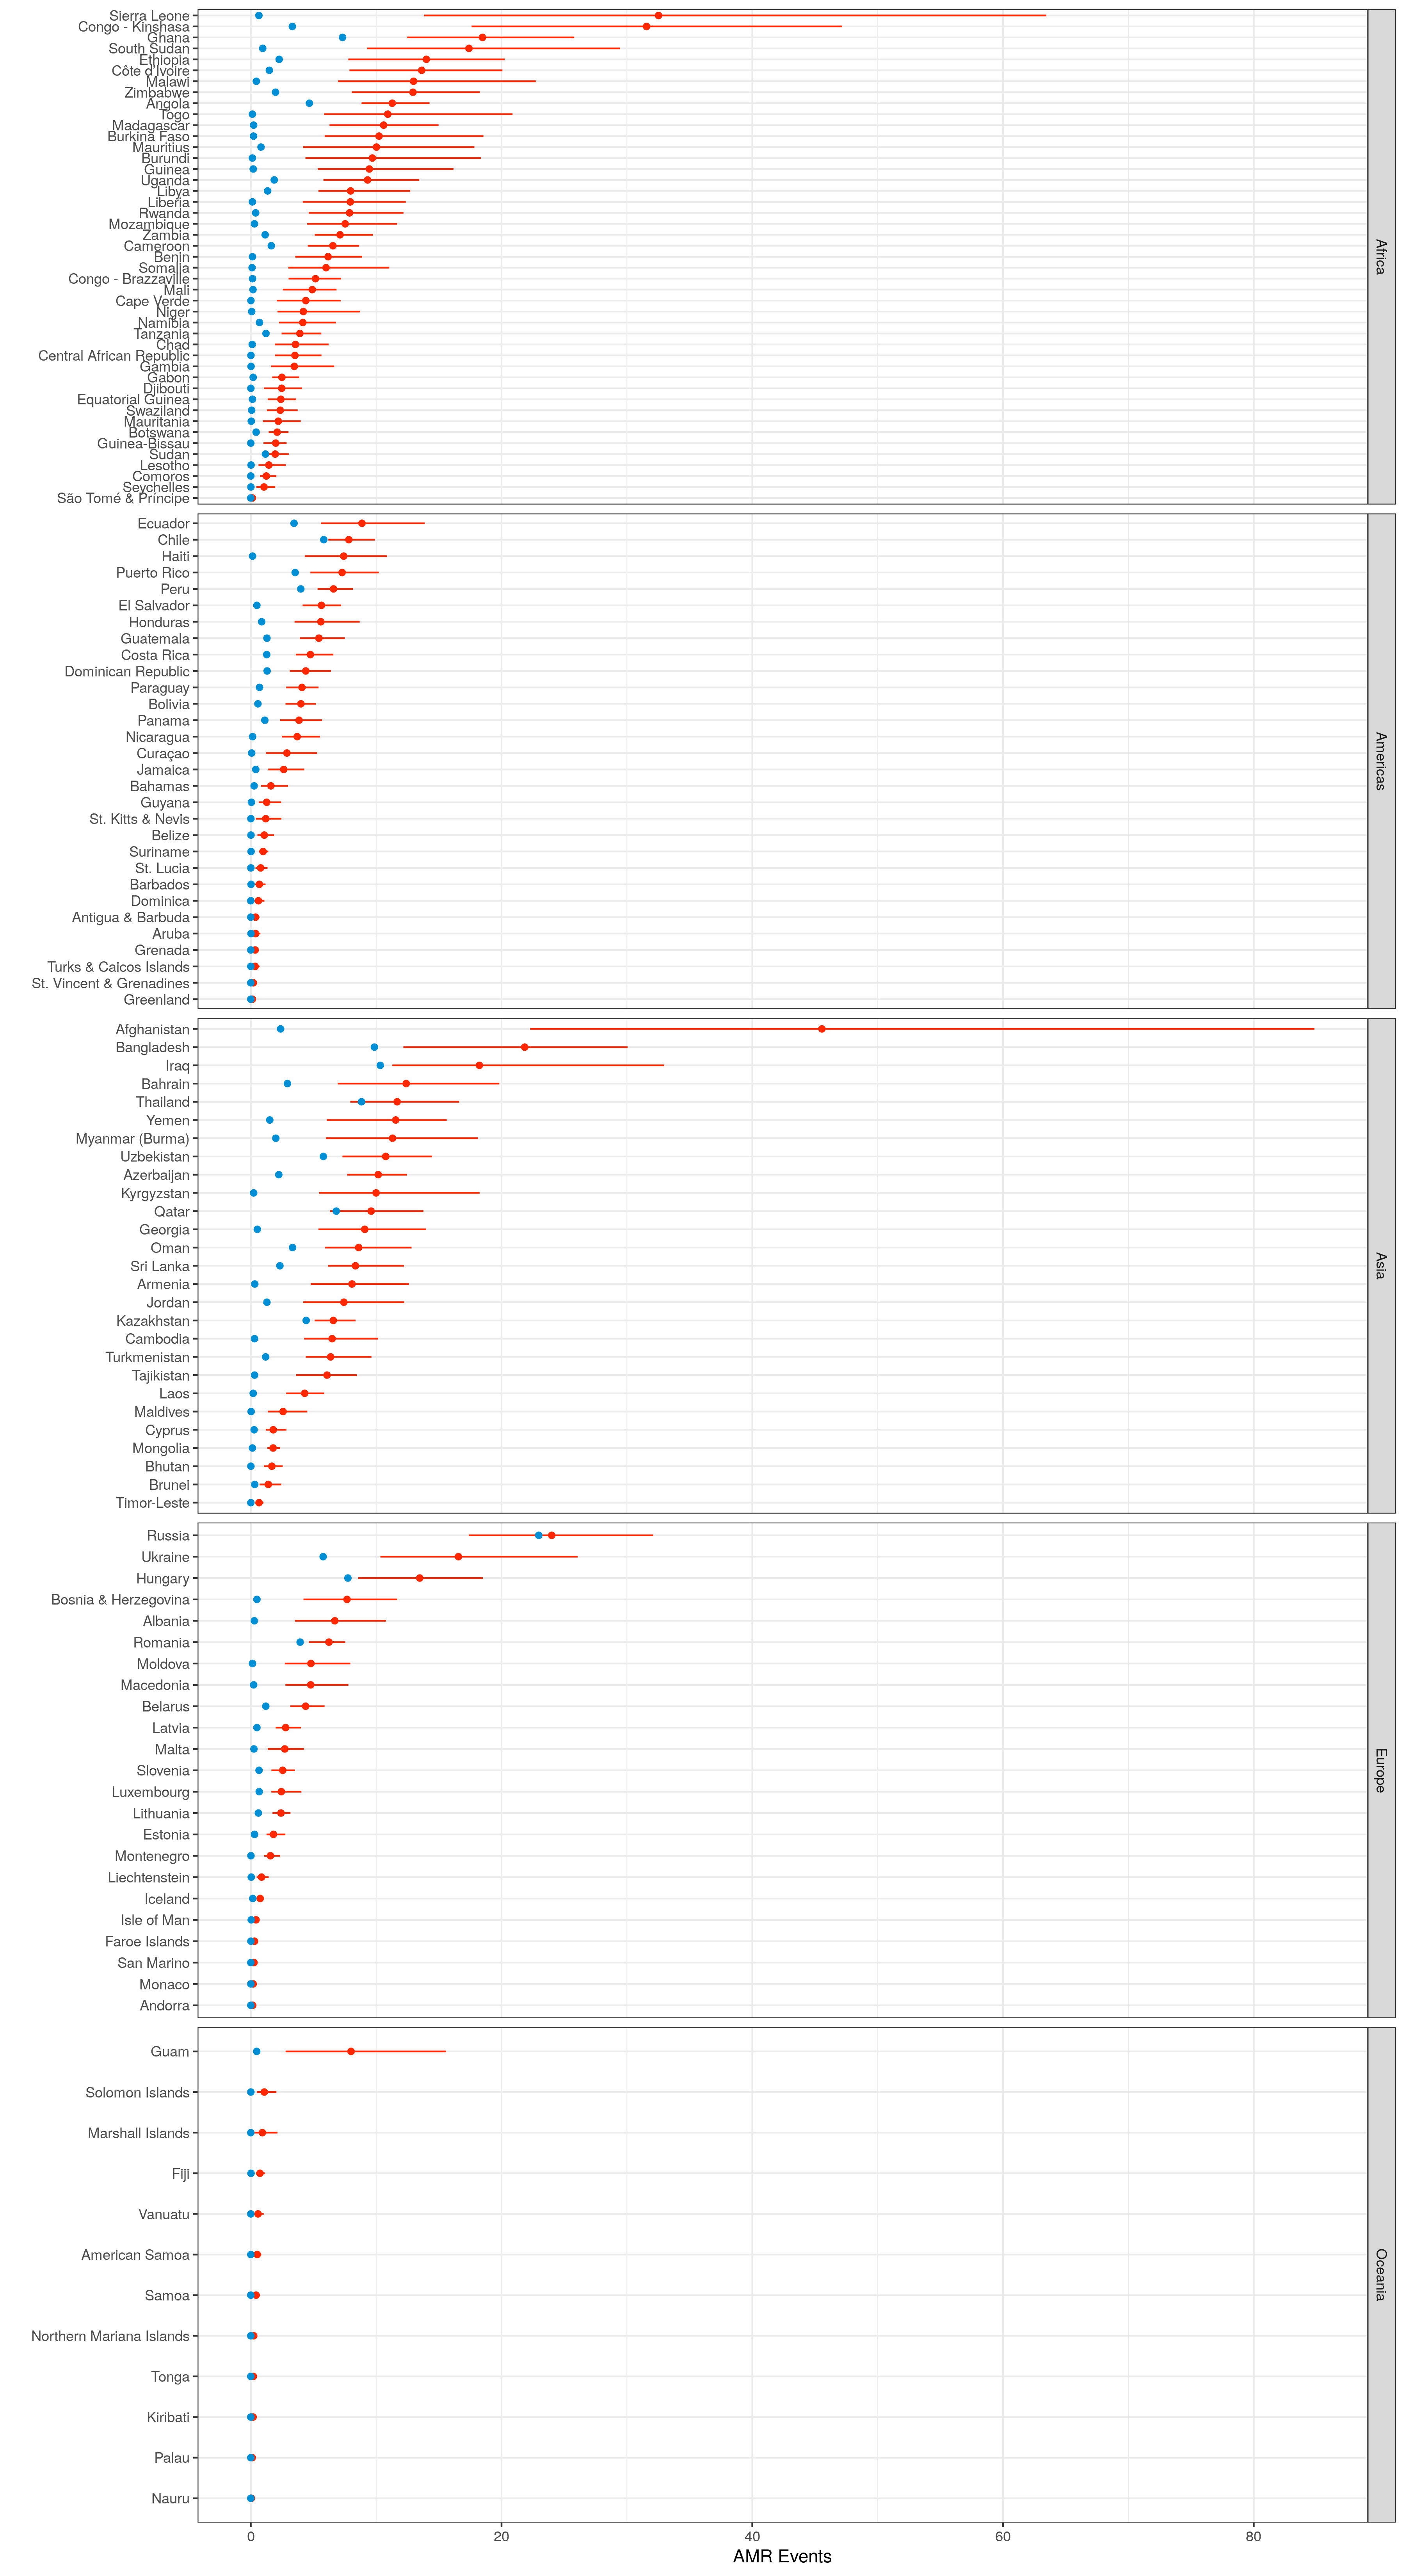 Sierra Leone
Congo - Kinshasa
Ghana
South Sudan
Ethiopia
Côte d'Ivoire
Malawi
Zimbabwe
Angola
Togo
Madagascar
Burkina Faso
Mauritius
Burundi
Guinea
Uganda
Libya
Liberia
Rwanda
Mozambique
Zambia
Cameroon
Benin
Somalia
Congo - Brazzaville
Mali
Cape Verde
Niger
Namibia
Tanzania
Chad
Central African Republic
Gambia
Gabon
Djibouti
Equatorial Guinea
Swaziland
Mauritania
Botswana
Guinea-Bissau
Sudan
Lesotho
Comoros
Seychelles
São Tomé & Príncipe
Africa
Ecuador
Chile
Haiti
Puerto Rico
Peru
El Salvador
Honduras
Guatemala
Costa Rica
Dominican Republic
Paraguay
Bolivia
Panama
Nicaragua
Curaçao
Jamaica
Bahamas
Guyana
St. Kitts & Nevis
Belize
Suriname
St. Lucia
Barbados
Dominica
Antigua & Barbuda
Aruba
Grenada
Turks & Caicos Islands
St. Vincent & Grenadines
Greenland
Americas
Afghanistan
Bangladesh
Iraq
Bahrain
Thailand
Yemen
Myanmar (Burma)
Uzbekistan
Azerbaijan
Kyrgyzstan
Qatar
Georgia
Oman
Sri Lanka
Armenia
Jordan
Kazakhstan
Cambodia
Turkmenistan
Tajikistan
Laos
Maldives
Cyprus
Mongolia
Bhutan
Brunei
Timor-Leste
Asia
Russia
Ukraine
Hungary
Bosnia & Herzegovina
Albania
Romania
Moldova
Macedonia
Belarus
Latvia
Malta
Slovenia
Luxembourg
Lithuania
Estonia
Montenegro
Liechtenstein
Iceland
Isle of Man
Faroe Islands
San Marino
Monaco
Andorra
Europe
Guam
Solomon Islands
Marshall Islands
Fiji
Vanuatu
American Samoa
Samoa
Northern Mariana Islands
Tonga
Kiribati
Palau
Nauru
Oceania
0 20 40 60 80
AMR Events